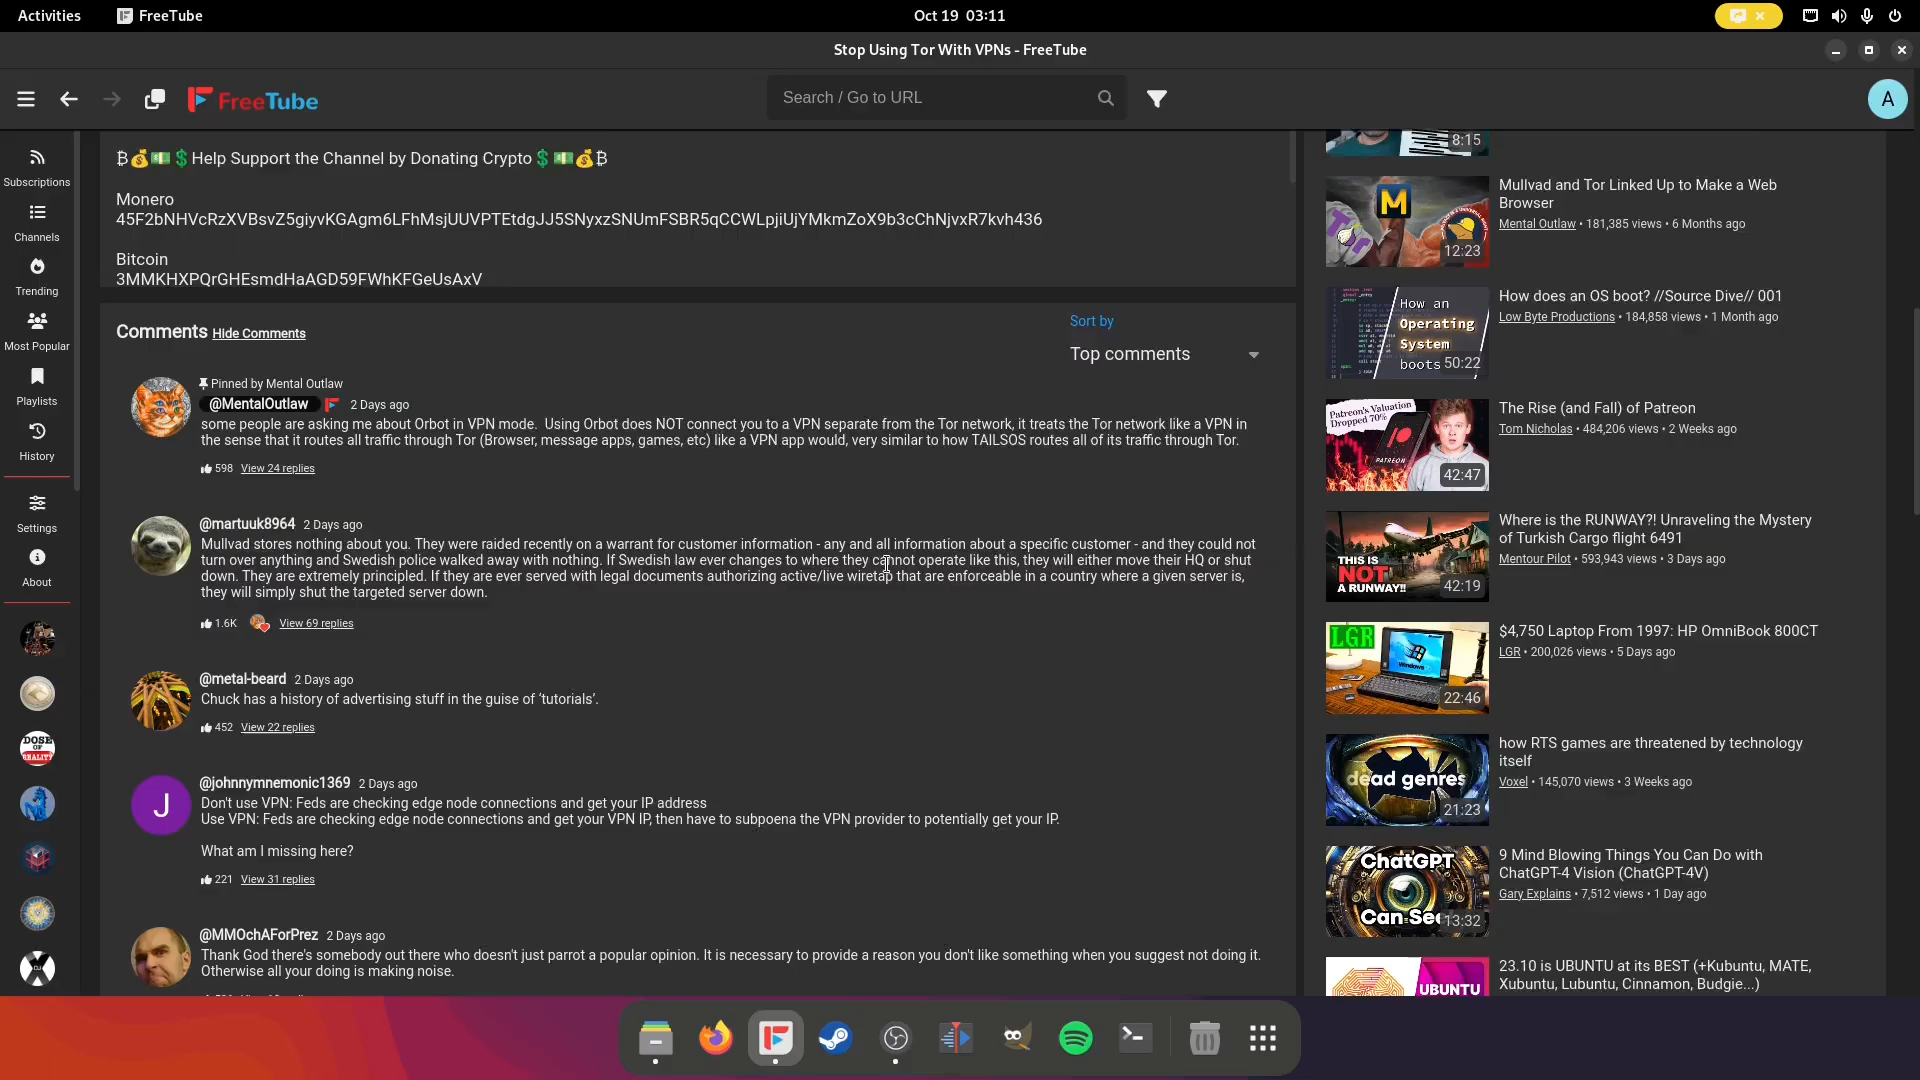 Activities FreeTube Oct 19 03:11
Stop Using Tor With VPNs - FreeTube
FreeTube Search / Go to URL A
Subscriptions
Channels
Trending
Most Popular
Playlists
History
Settings
About
DOSE OF REALITY
₿💰💵💲Help Support the Channel by Donating Crypto💲💵💰₿
Monero
45F2bNHVcRzXVBsvZ5giyvKGAgm6LFhMsjUUVPTEtdgJJ5SNyxzSNUmFSBR5qCCWLpjiUjYMkmZoX9b3cChNjvxR7kvh436
Bitcoin
3MMKHXPQrGHEsmdHaAGD59FWhKFGeUsAxV
Comments Hide Comments
Sort by
Top comments
Pinned by Mental Outlaw
@MentalOutlaw 2 Days ago
some people are asking me about Orbot in VPN mode.  Using Orbot does NOT connect you to a VPN separate from the Tor network, it treats the Tor network like a VPN in
the sense that it routes all traffic through Tor (Browser, message apps, games, etc) like a VPN app would, very similar to how TAILSOS routes all of its traffic through Tor.
598 View 24 replies
@martuuk8964 2 Days ago
Mullvad stores nothing about you. They were raided recently on a warrant for customer information - any and all information about a specific customer - and they could not
turn over anything and Swedish police walked away with nothing. If Swedish law ever changes to where they cannot operate like this, they will either move their HQ or shut
down. They are extremely principled. If they are ever served with legal documents authorizing active/live wiretap that are enforceable in a country where a given server is,
they will simply shut the targeted server down.
1.6K View 69 replies
@metal-beard 2 Days ago
Chuck has a history of advertising stuff in the guise of ‘tutorials’.
452 View 22 replies
J
@johnnymnemonic1369 2 Days ago
Don't use VPN: Feds are checking edge node connections and get your IP address
Use VPN: Feds are checking edge node connections and get your VPN IP, then have to subpoena the VPN provider to potentially get your IP.
What am I missing here?
221 View 31 replies
@MMOchAForPrez 2 Days ago
Thank God there's somebody out there who doesn't just parrot a popular opinion. It is necessary to provide a reason you don't like something when you suggest not doing it.
Otherwise all your doing is making noise.
8:15
M
Tor
12:23
Mullvad and Tor Linked Up to Make a Web
Browser
Mental Outlaw • 181,385 views • 6 Months ago
How an
Operating
System
boots 50:22
How does an OS boot? //Source Dive// 001
Low Byte Productions • 184,858 views • 1 Month ago
Patreon's Valuation
Dropped 70%
PATREON
42:47
The Rise (and Fall) of Patreon
Tom Nicholas • 484,206 views • 2 Weeks ago
THIS IS
NOT
A RUNWAY!!
42:19
Where is the RUNWAY?! Unraveling the Mystery
of Turkish Cargo flight 6491
Mentour Pilot • 593,943 views • 3 Days ago
LGR
Windows
22:46
$4,750 Laptop From 1997: HP OmniBook 800CT
LGR • 200,026 views • 5 Days ago
dead genres
21:23
how RTS games are threatened by technology
itself
Voxel • 145,070 views • 3 Weeks ago
ChatGPT
Can See
13:32
9 Mind Blowing Things You Can Do with
ChatGPT-4 Vision (ChatGPT-4V)
Gary Explains • 7,512 views • 1 Day ago
UBUNTU
23.10 is UBUNTU at its BEST (+Kubuntu, MATE,
Xubuntu, Lubuntu, Cinnamon, Budgie...)